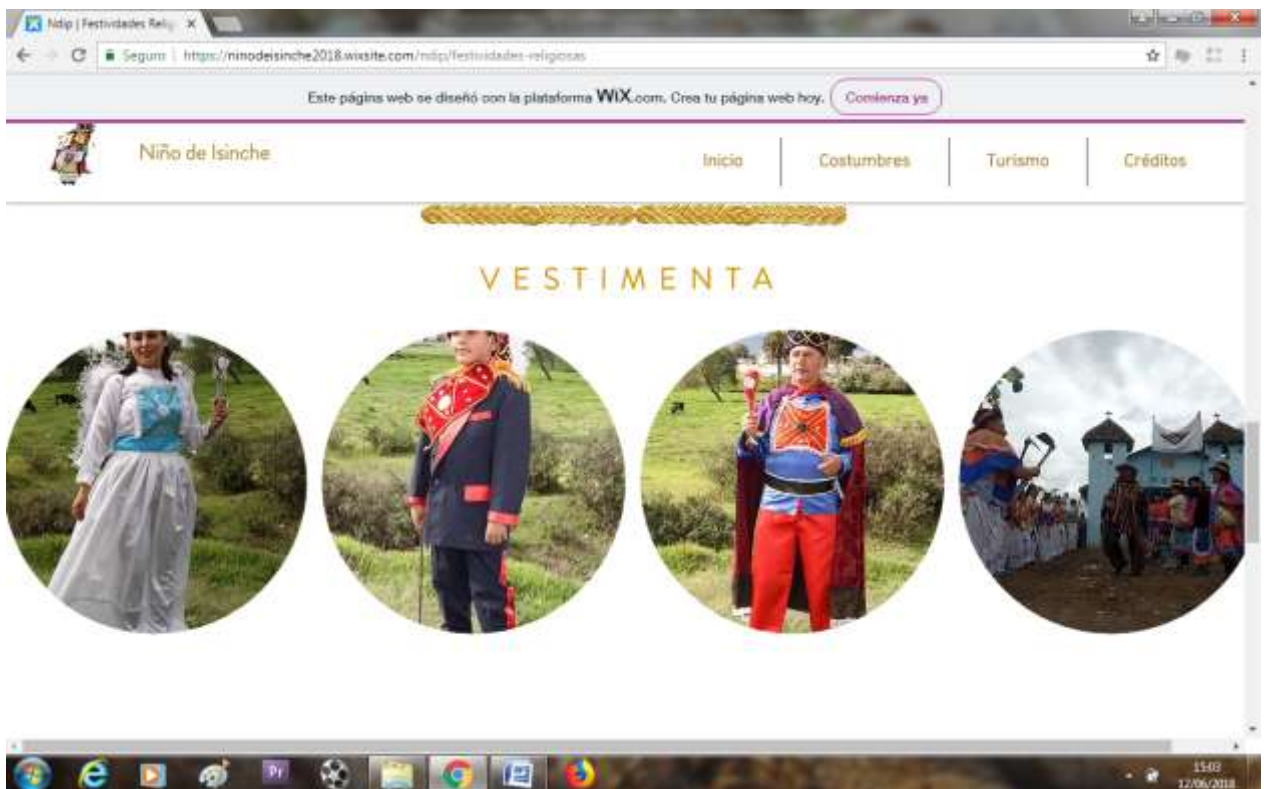 Ndip | Festividades Relig
Seguro | https://ninodeisinche2018.wixsite.com/ndip/festividades-religiosas
Este página web se diseñó con la plataforma WiX.com. Crea tu página web hoy. Comienza ya
Niño de Isinche
Inicio
Costumbres
Turismo
Créditos
VESTIMENTA
Pr
15:03
12/06/2018